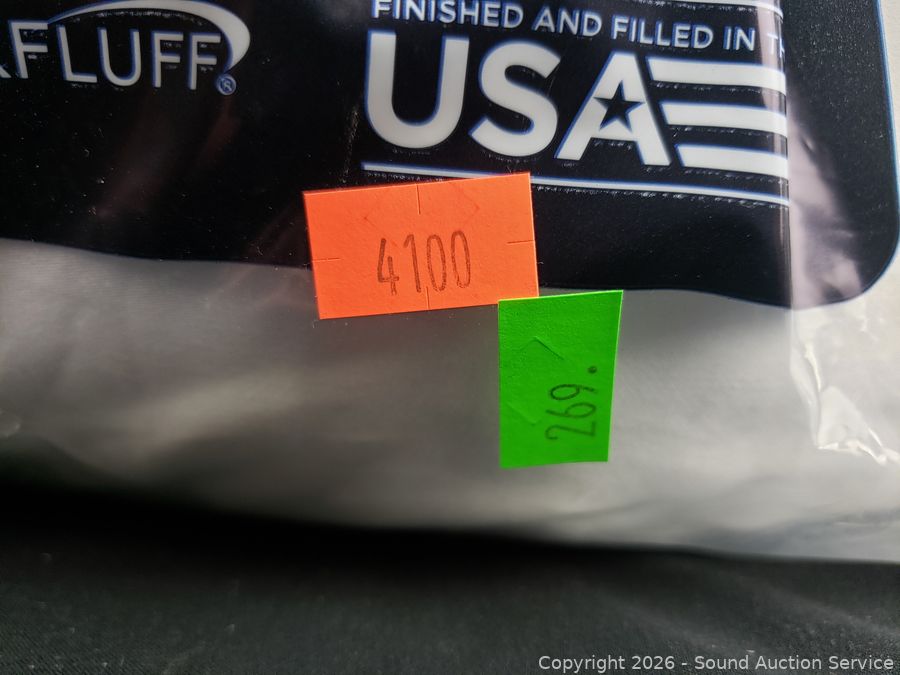 FLUFF®
FINISHED AND FILLED IN
USA
4100
269.
Copyright 2026 - Sound Auction Service